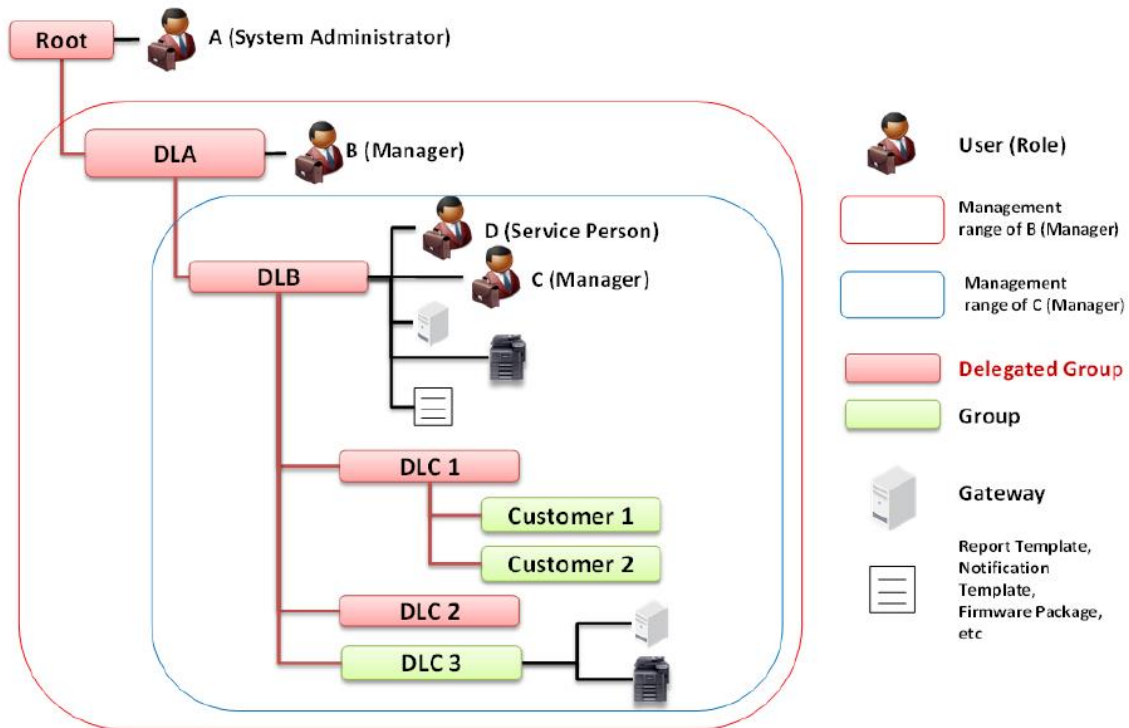 Root
A (System Administrator)
DLA
B (Manager)
D (Service Person)
DLB
C (Manager)
DLC 1
Customer 1
Customer 2
DLC 2
DLC 3
User (Role)
Management
range of B (Manager)
Management
range of C (Manager)
Delegated Group
Group
Gateway
Report Template,
Notification
Template,
Firmware Package,
etc